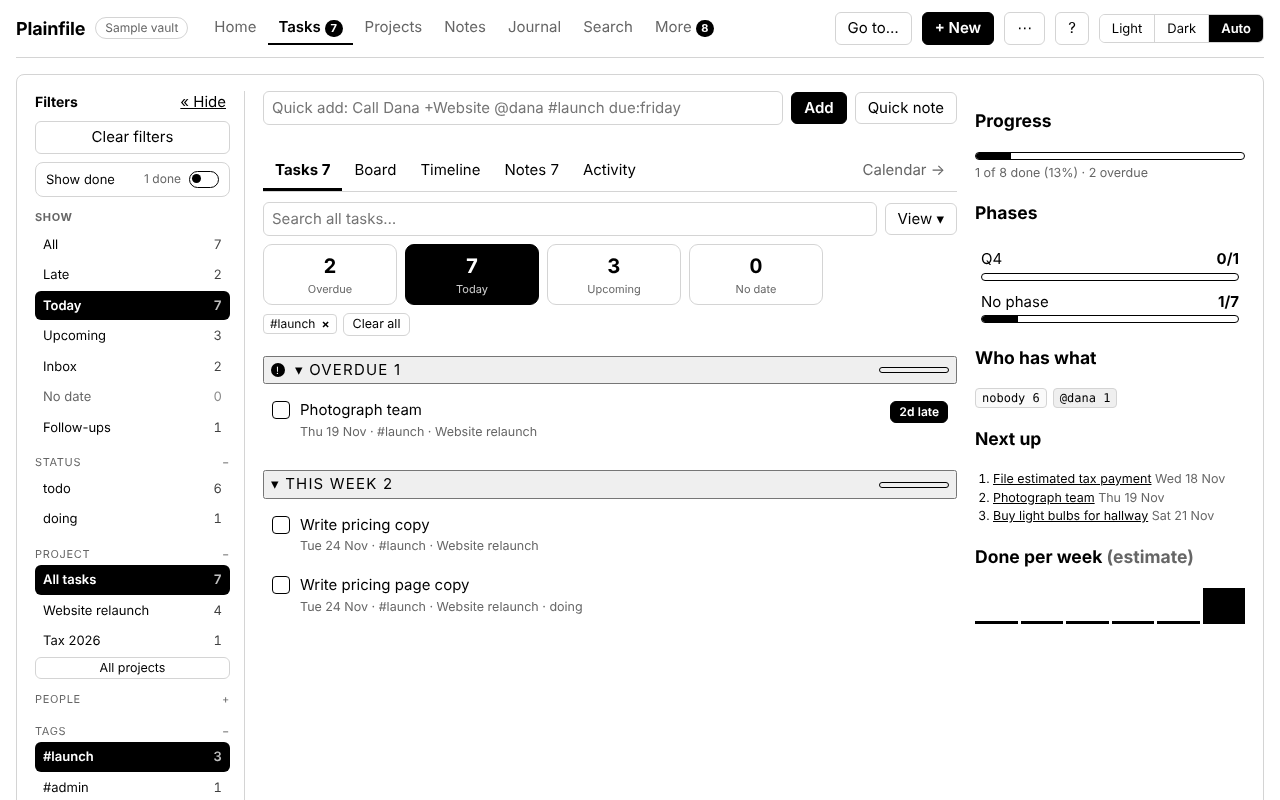 Plainfile Sample vault Home Tasks 7 Projects Notes Journal Search More 8 Go to... + New ... ? Light Dark Auto
Filters « Hide
Clear filters
Show done 1 done
SHOW
All 7
Late 2
Today 7
Upcoming 3
Inbox 2
No date 0
Follow-ups 1
STATUS −
todo 6
doing 1
PROJECT −
All tasks 7
Website relaunch 4
Tax 2026 1
All projects
PEOPLE +
TAGS −
#launch 3
#admin 1
Quick add: Call Dana +Website @dana #launch due:friday Add Quick note
Tasks 7 Board Timeline Notes 7 Activity Calendar →
Search all tasks... View ▾
2 Overdue
7 Today
3 Upcoming
0 No date
#launch × Clear all
! ▾ OVERDUE 1
Photograph team 2d late
Thu 19 Nov · #launch · Website relaunch
▾ THIS WEEK 2
Write pricing copy
Tue 24 Nov · #launch · Website relaunch
Write pricing page copy
Tue 24 Nov · #launch · Website relaunch · doing
Progress
1 of 8 done (13%) · 2 overdue
Phases
Q4 0/1
No phase 1/7
Who has what
nobody 6 @dana 1
Next up
1. File estimated tax payment Wed 18 Nov
2. Photograph team Thu 19 Nov
3. Buy light bulbs for hallway Sat 21 Nov
Done per week (estimate)